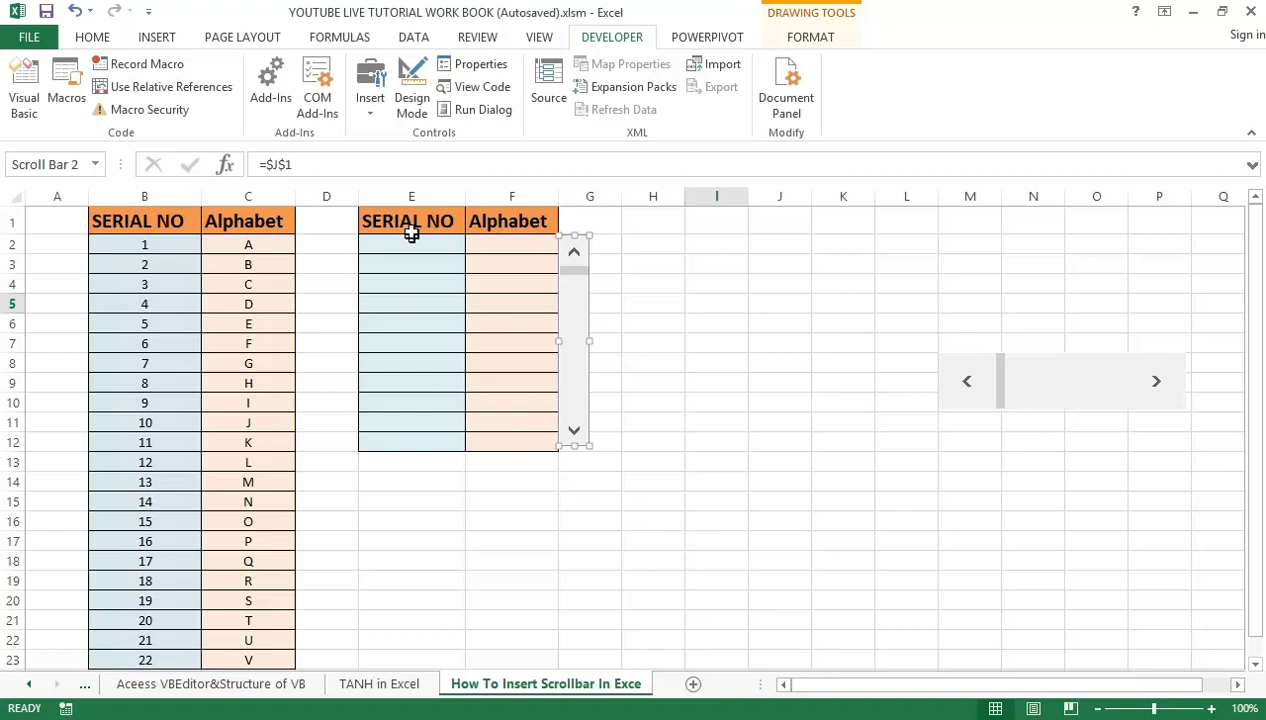 YOUTUBE LIVE TUTORIAL WORK BOOK (Autosaved).xlsm - Excel
DRAWING TOOLS
?
FILE HOME INSERT PAGE LAYOUT FORMULAS DATA REVIEW VIEW DEVELOPER POWERPIVOT FORMAT Sign in
Visual Basic
Macros
Record Macro
Use Relative References
Macro Security
Code
Add-Ins
COM Add-Ins
Add-Ins
Insert
Design Mode
Properties
View Code
Run Dialog
Controls
Source
Map Properties
Expansion Packs
Refresh Data
Import
Export
XML
Document Panel
Modify
Scroll Bar 2 fx =$J$1
A B C D E F G H I J K L M N O P Q
1 SERIAL NO Alphabet SERIAL NO Alphabet
2 1 A
3 2 B
4 3 C
5 4 D
6 5 E
7 6 F
8 7 G
9 8 H
10 9 I
11 10 J
12 11 K
13 12 L
14 13 M
15 14 N
16 15 O
17 16 P
18 17 Q
19 18 R
20 19 S
21 20 T
22 21 U
23 22 V
... Aceess VBEditor&Structure of VB TANH in Excel How To Insert Scrollbar In Exce
READY 100%